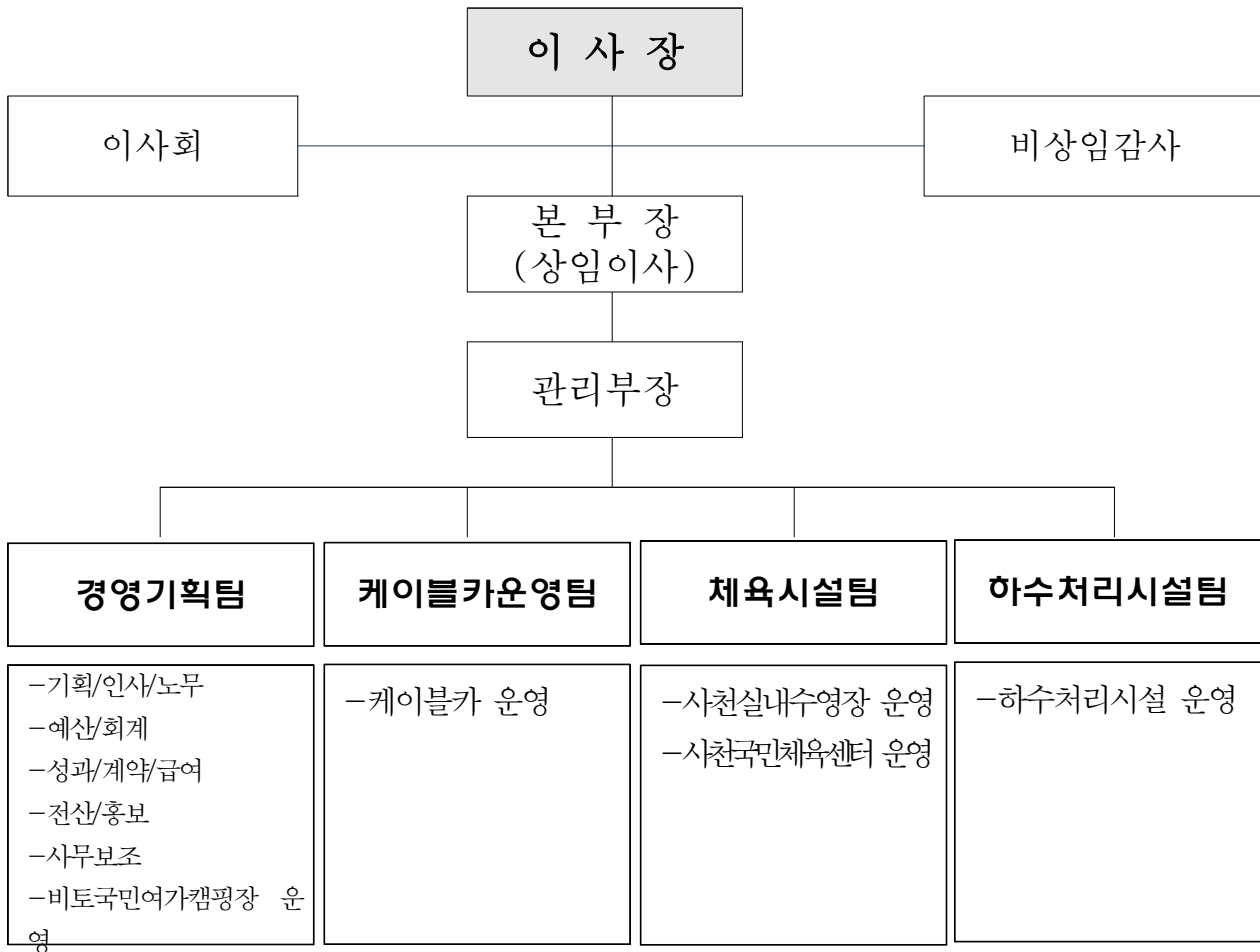 이 사 장
이사회
비상임감사
본 부 장
(상임이사)
관리부장
경영기획팀
케이블카운영팀
체육시설팀
하수처리시설팀
-기획/인사/노무
-예산/회계
-성과/계약/급여
-전산/홍보
-사무보조
-비토국민여가캠핑장 운
영
-케이블카 운영
-사천실내수영장 운영
-사천국민체육센터 운영
-하수처리시설 운영